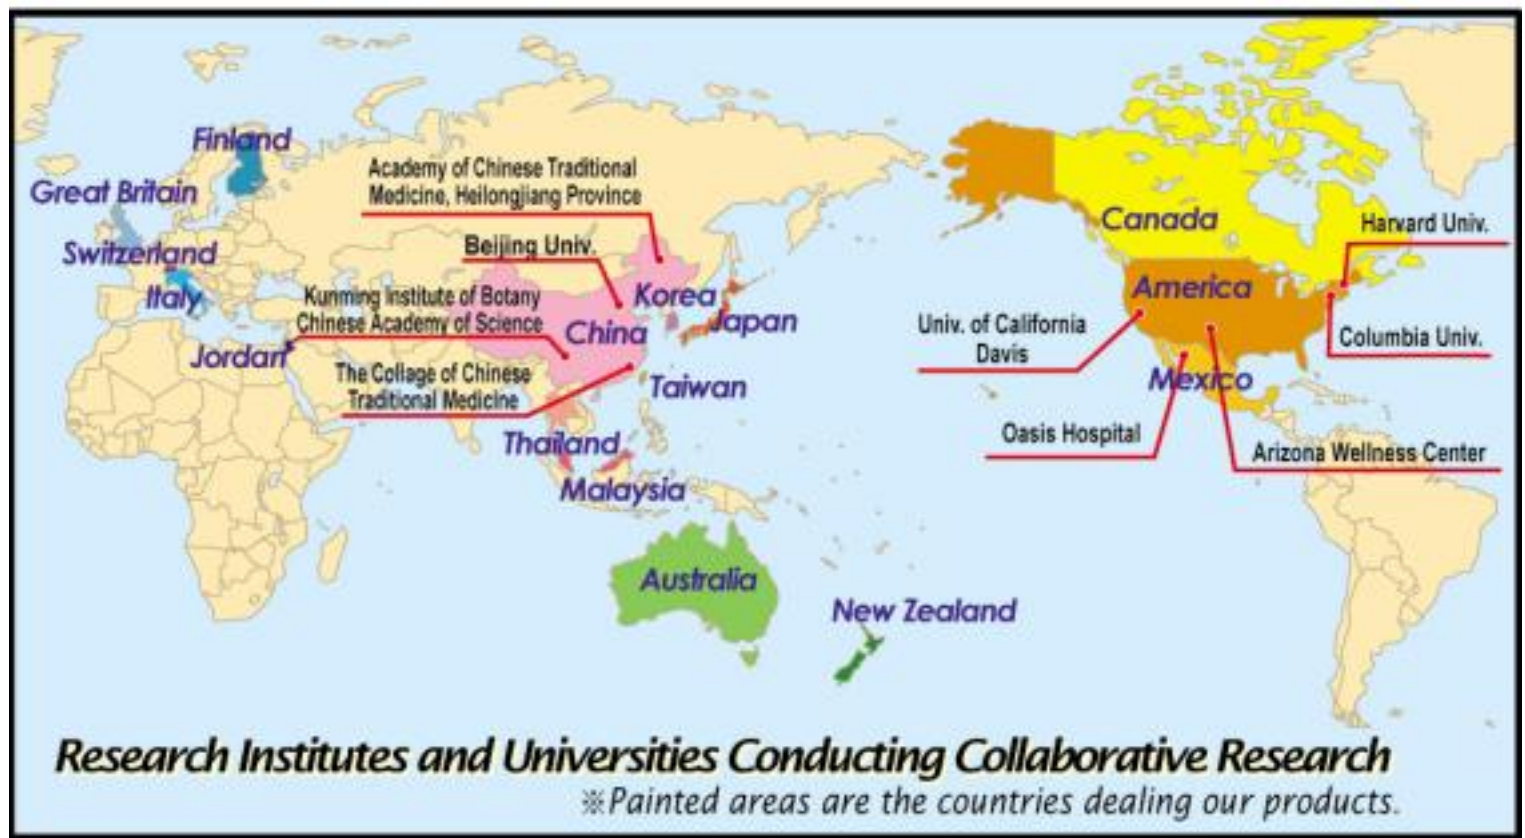 Finland
Great Britain
Switzerland
Italy
Jordan
Academy of Chinese Traditional
Medicine, Heilongjiang Province
Beijing Univ.
Kunming Institute of Botany
Chinese Academy of Science
The Collage of Chinese
Traditional Medicine
Korea
Japan
China
Taiwan
Thailand
Malaysia
Australia
New Zealand
Canada
America
Mexico
Harvard Univ.
Columbia Univ.
Univ. of California
Davis
Oasis Hospital
Arizona Wellness Center
Research Institutes and Universities Conducting Collaborative Research
※Painted areas are the countries dealing our products.